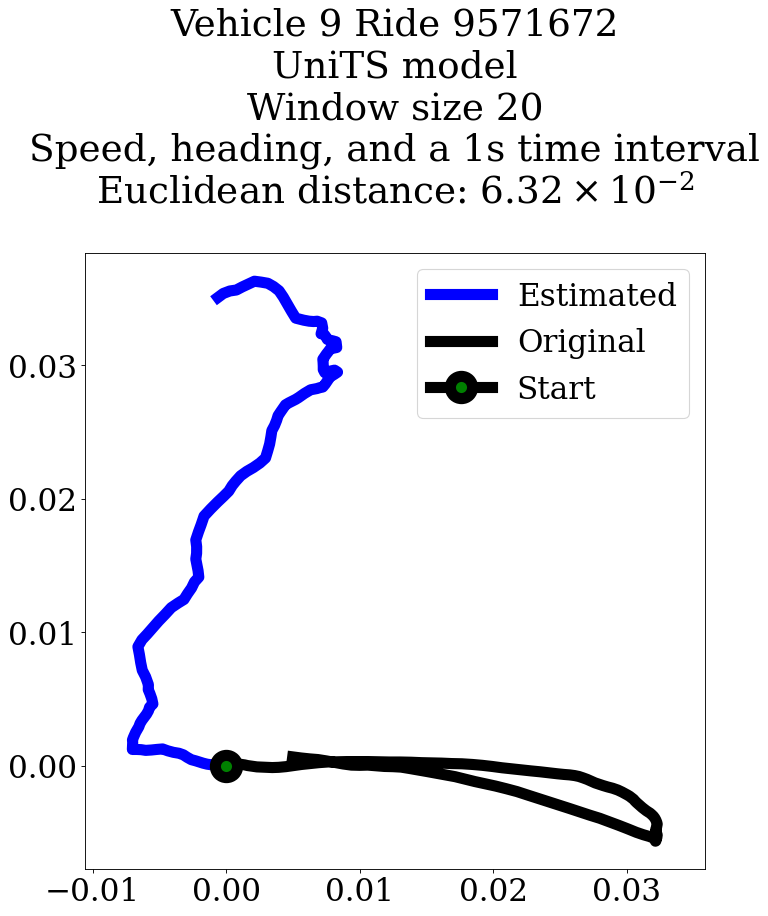 Vehicle 9 Ride 9571672
UniTS model
Window size 20
Speed, heading, and a 1s time interval
Euclidean distance: 6.32 × 10⁻²
Estimated
Original
Start
0.03
0.02
0.01
0.00
−0.01 0.00 0.01 0.02 0.03